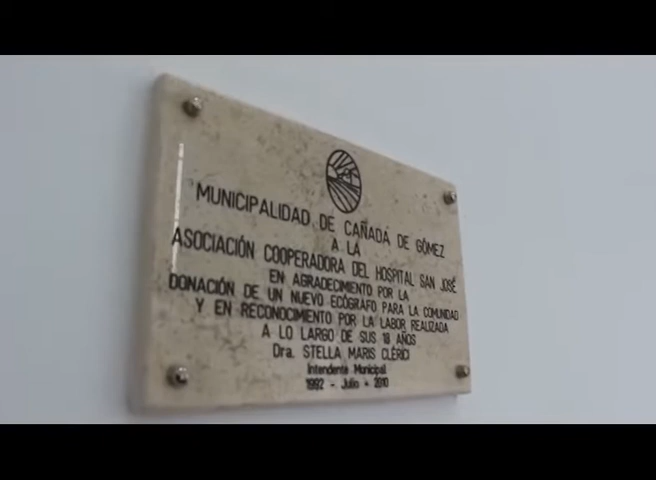 MUNICIPALIDAD DE CAÑADA DE GÓMEZ
A LA
ASOCIACIÓN COOPERADORA DEL HOSPITAL SAN JOSÉ
EN AGRADECIMIENTO POR LA
DONACIÓN DE UN NUEVO ECÓGRAFO PARA LA COMUNIDAD
Y EN RECONOCIMIENTO POR LA LABOR REALIZADA
A LO LARGO DE SUS 18 AÑOS
Dra. STELLA MARIS CLÉRICI
Intendente Municipal
1992 - Julio - 2010